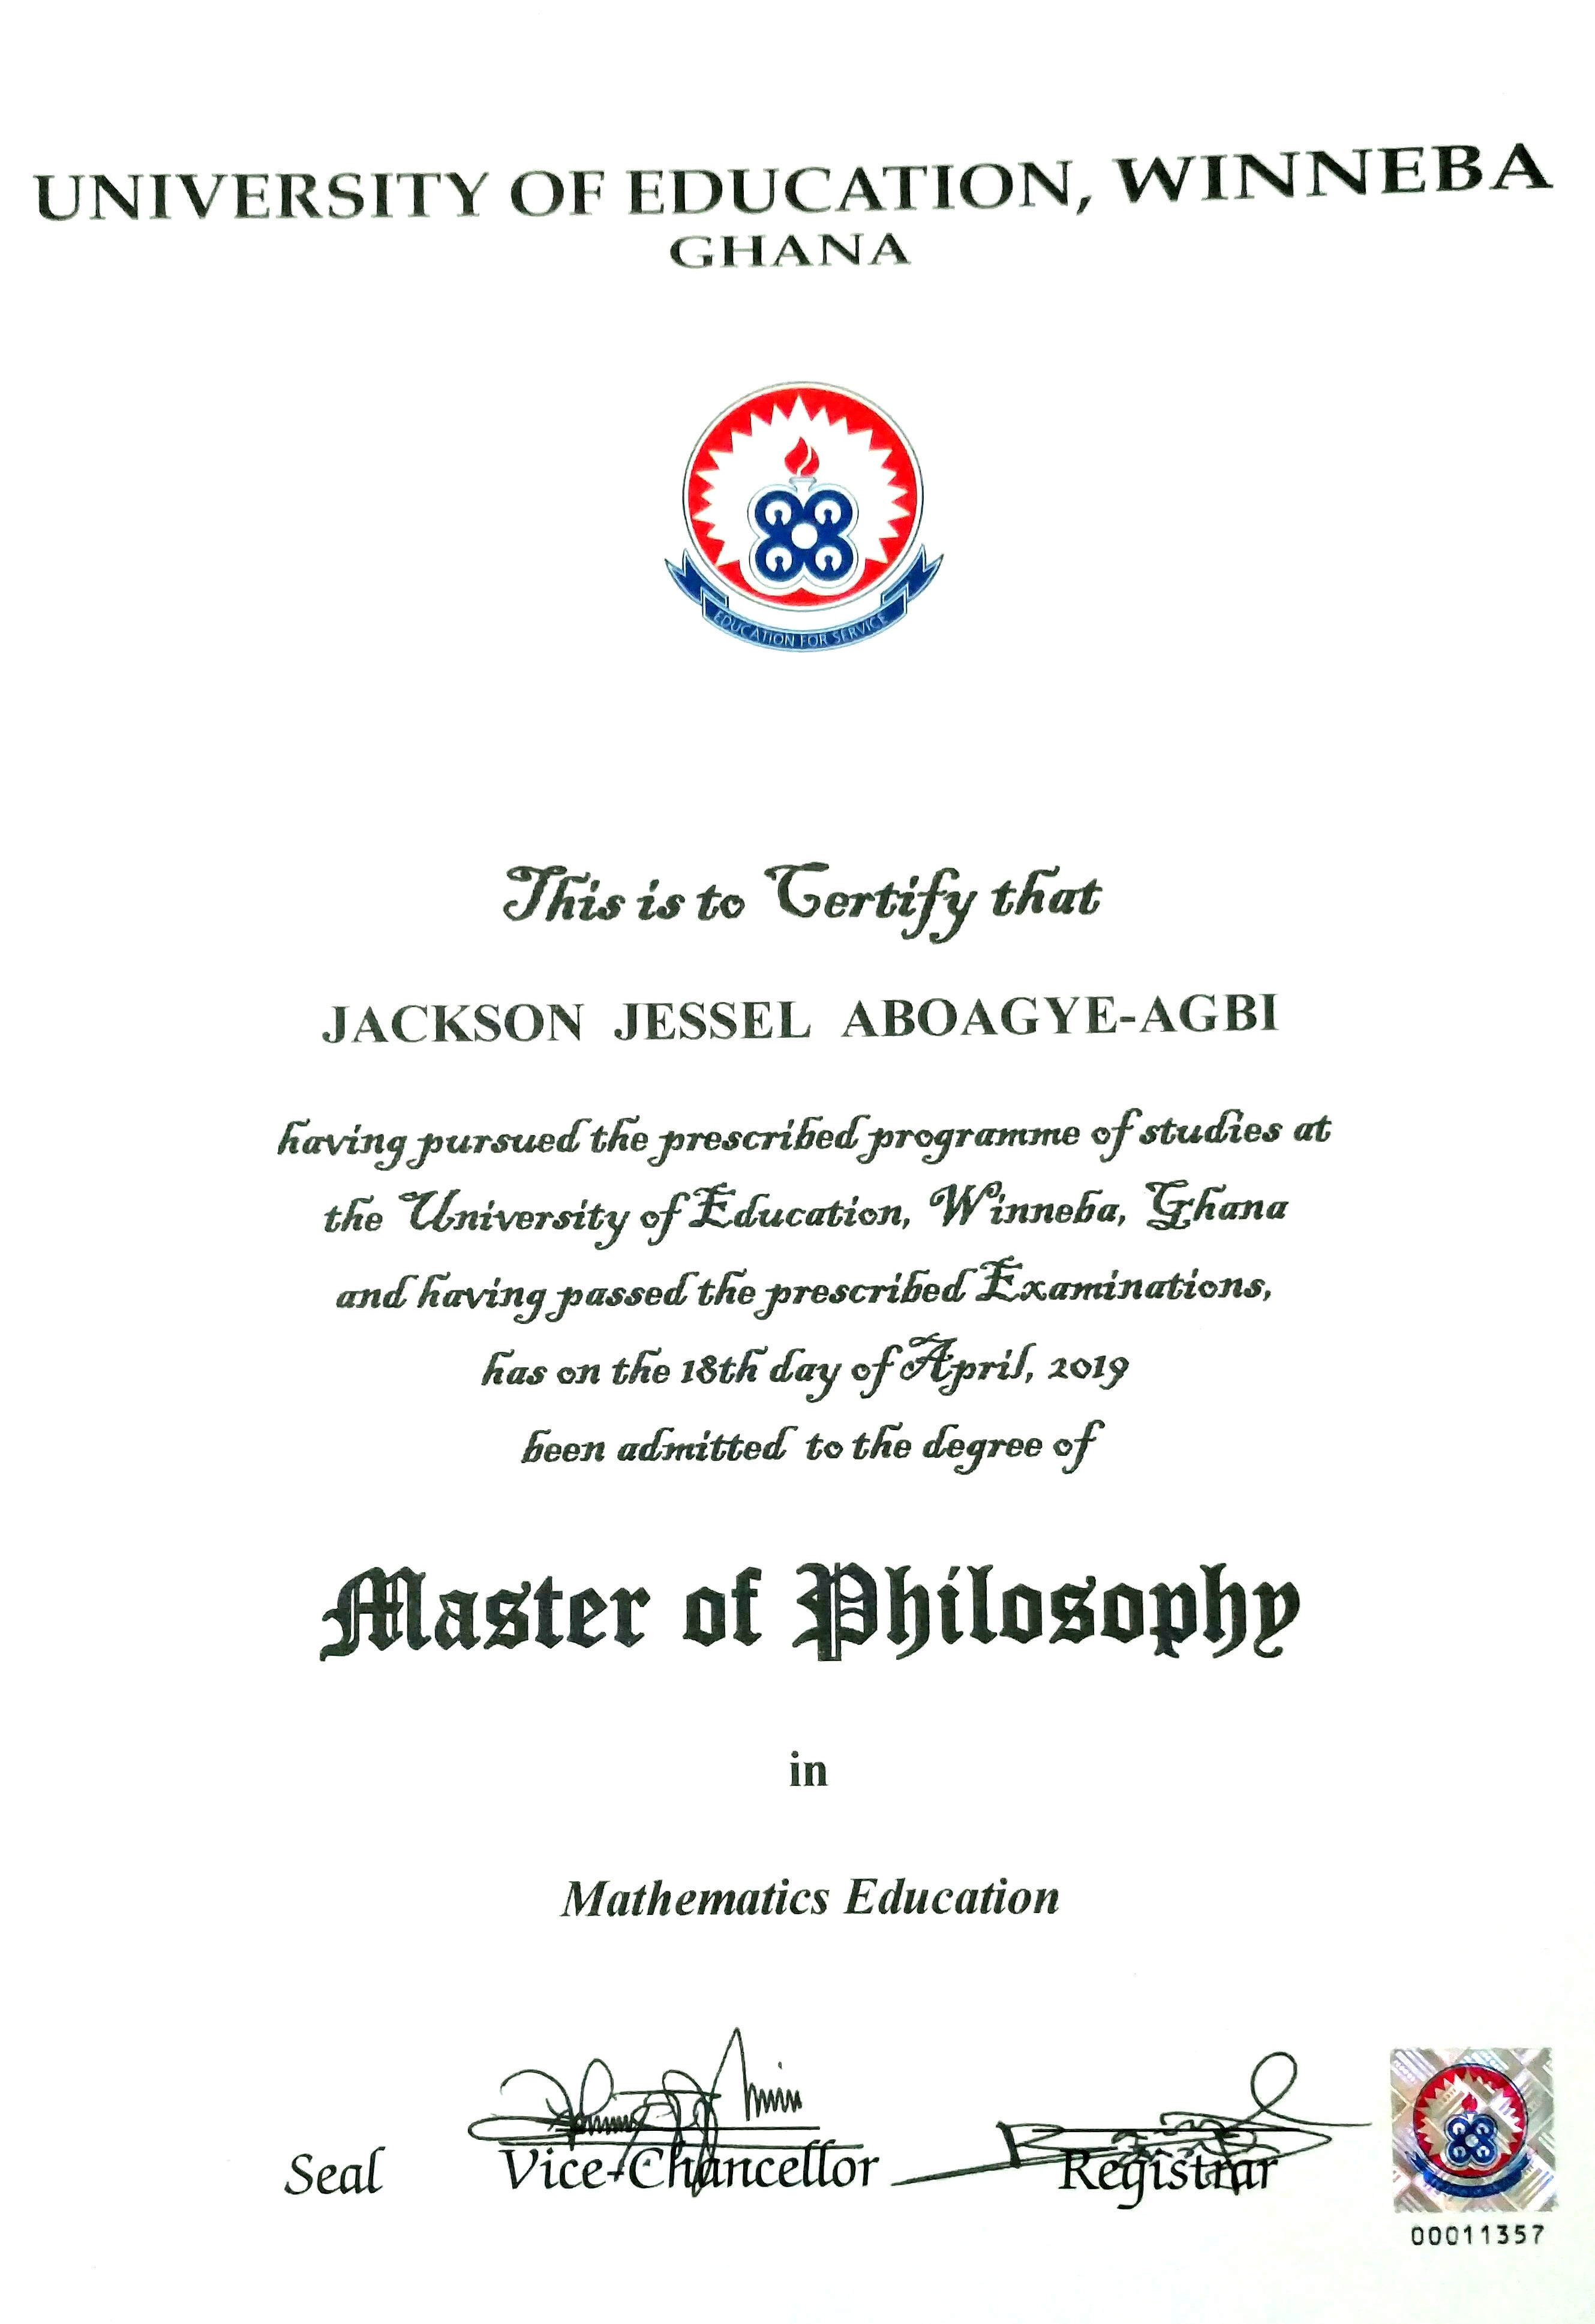 UNIVERSITY OF EDUCATION, WINNEBA
GHANA
EDUCATION FOR SERVICE
This is to Certify that
JACKSON JESSEL ABOAGYE-AGBI
having pursued the prescribed programme of studies at
the University of Education, Winneba, Ghana
and having passed the prescribed Examinations,
has on the 18th day of April, 2019
been admitted to the degree of
Master of Philosophy
in
Mathematics Education
Seal
Vice-Chancellor
Registrar
00011357